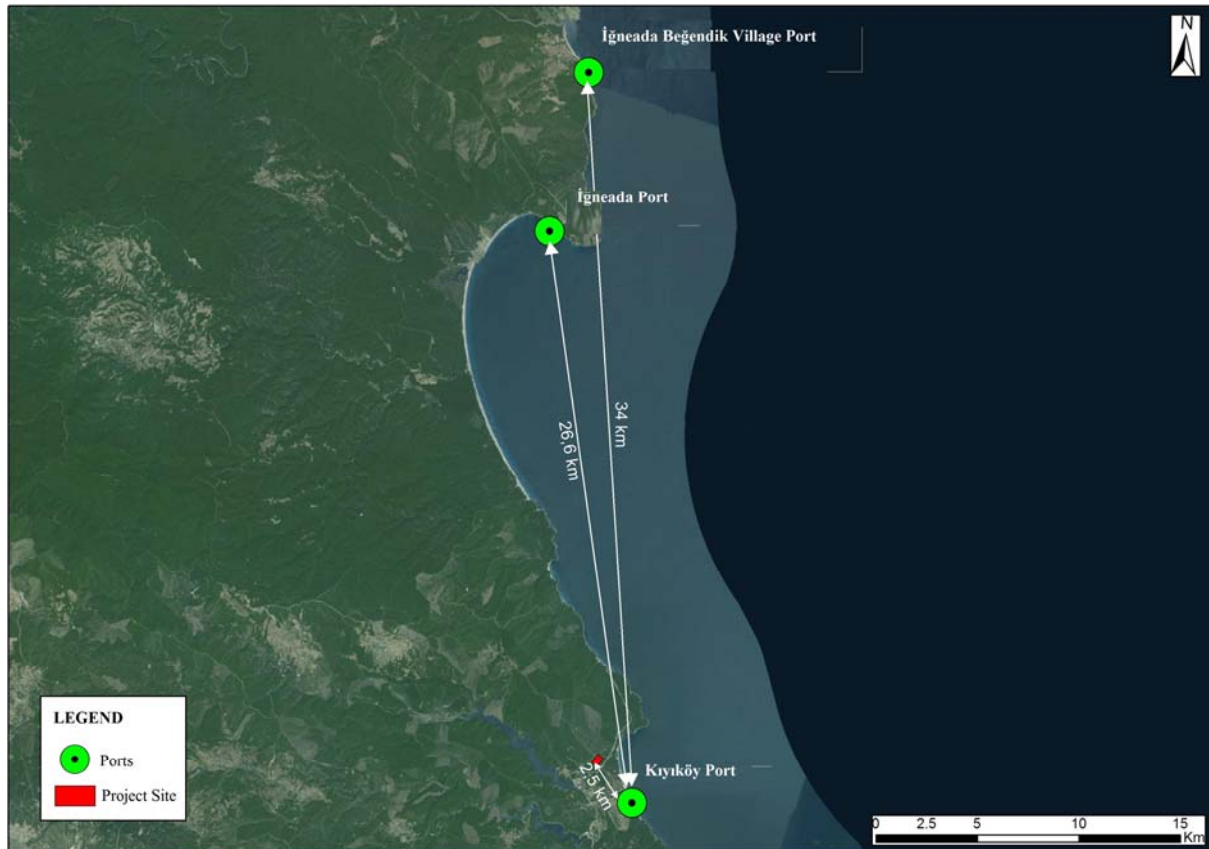 N
İğneada Beğendik Village Port
İğneada Port
34 km
26,6 km
LEGEND
Ports
Project Site
2,5 km
Kıyıköy Port
0 2.5 5 10 15
Km